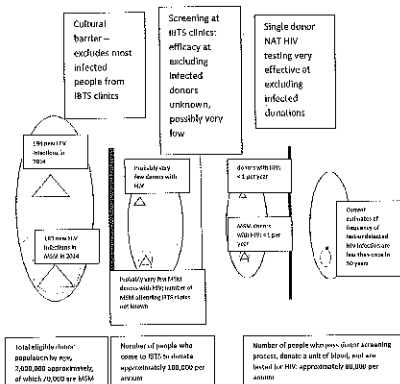 Cultural
barrier –
excludes most
infected
people from
IBTS clinics
Screening at
IBTS clinics:
efficacy at
excluding
infected
donors
unknown,
possibly very
low
Single donor
NAT HIV
testing very
effective at
excluding
infected
donations
new HIV
infections in
2014
new HIV
infections in
MSM in 2014
Probably very
few donors with
HIV
Probably very few MSM
donors with HIV; number of
MSM attending IBTS clinics
not known
donors with HIV:
< 1 per year
MSM donors
with HIV: < 1 per
year
Current
estimates of
frequency of
test-undetected
HIV infection are
less than once in
years
Total eligible donor
population by age,
2,600,000 approximately,
of which 70,000 are MSM
Number of people who
come to IBTS to donate
approximately 100,000 per
annum
Number of people who pass donor screening
process, donate a unit of blood, and are
tested for HIV: approximately 80,000 per
annum